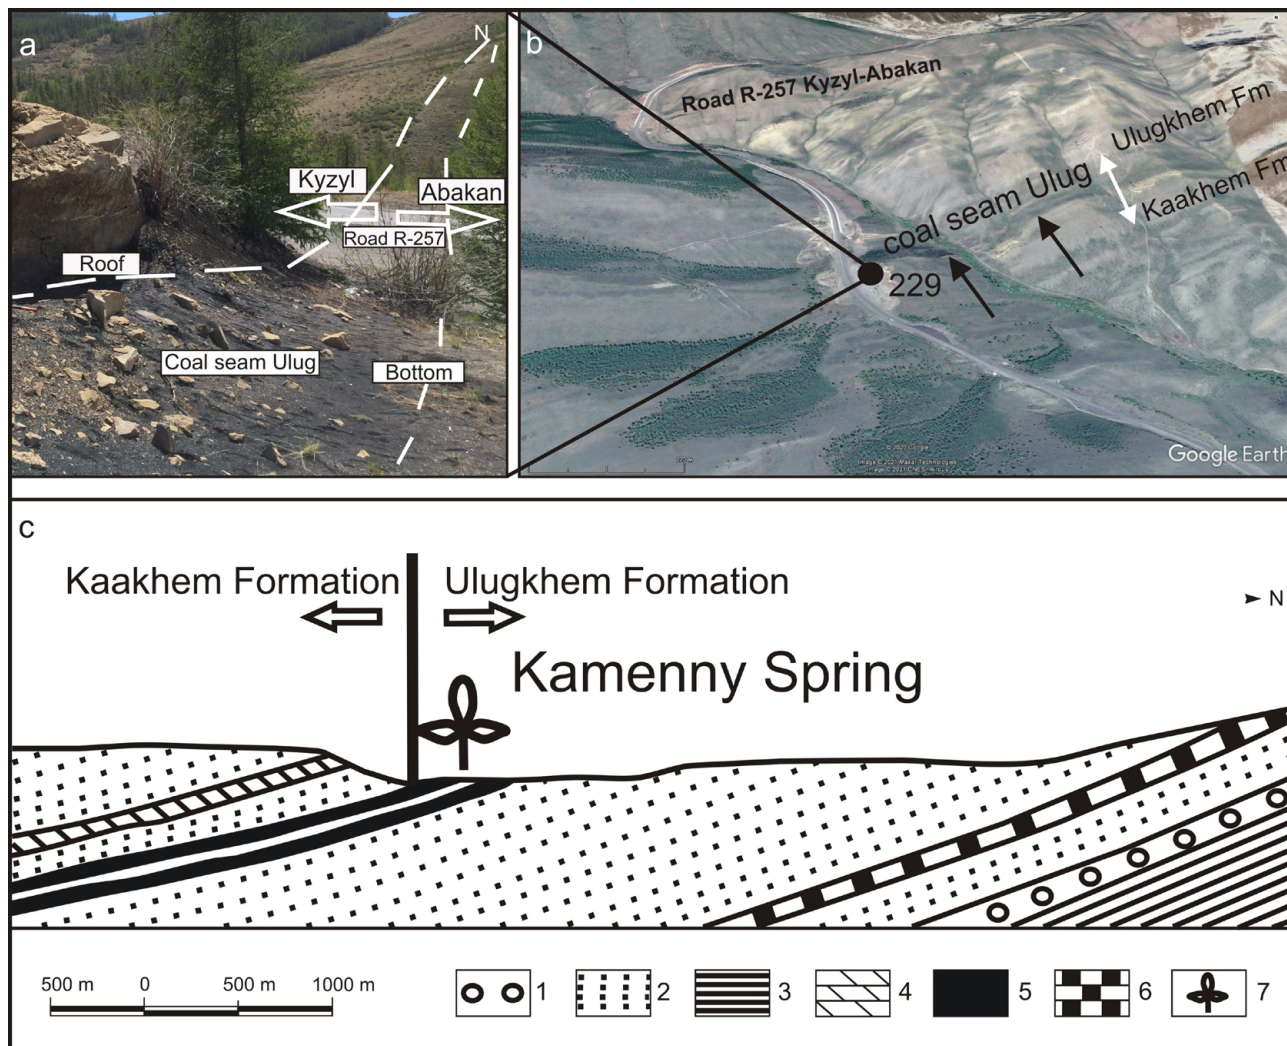 a
N
Kyzyl
Abakan
Road R-257
Roof
Coal seam Ulug
Bottom
b
Road R-257 Kyzyl-Abakan
Ulugkhem Fm
Kaakhem Fm
coal seam Ulug
229
Google Earth
c
Kaakhem Formation
Ulugkhem Formation
N
Kamenny Spring
500 m 0 500 m 1000 m
1 2 3 4 5 6 7